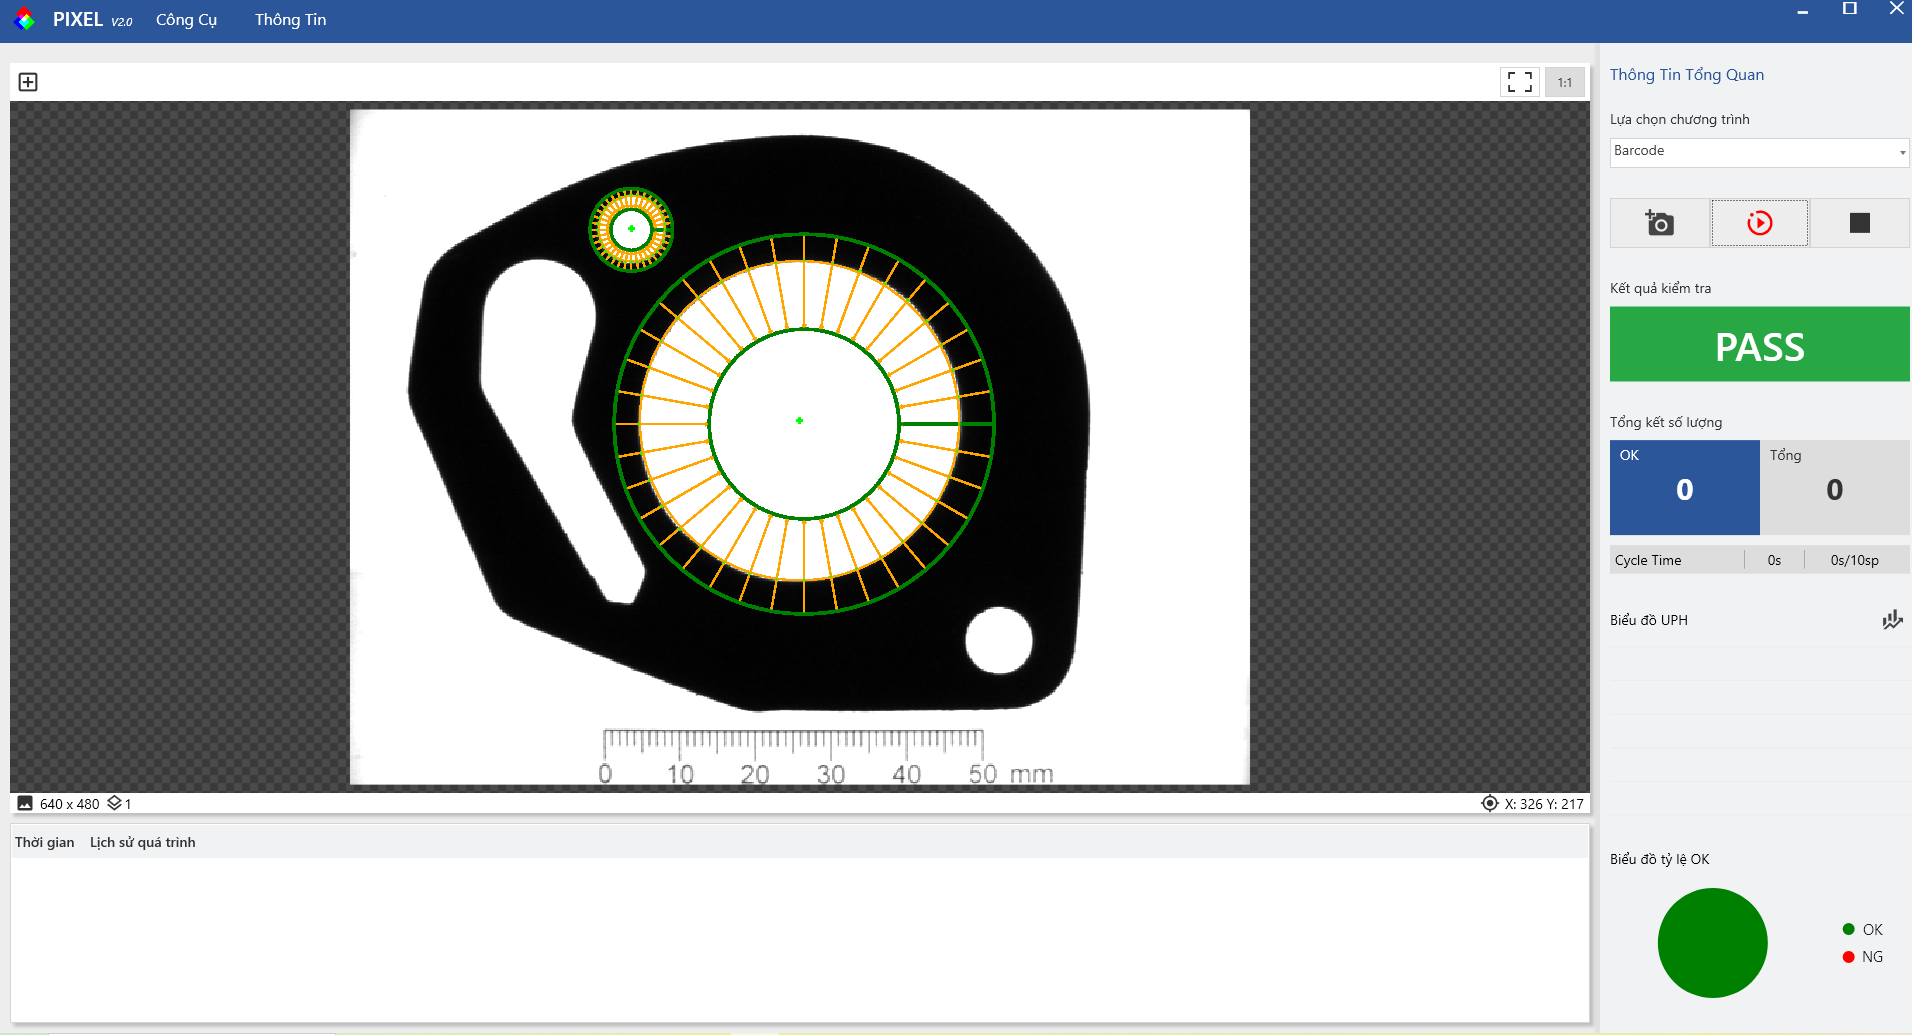 PIXEL V2.0 Công Cụ Thông Tin
1:1
Thông Tin Tổng Quan
Lựa chọn chương trình
Barcode
Kết quả kiểm tra
PASS
Tổng kết số lượng
OK Tổng
0 0
Cycle Time 0s 0s/10sp
Biểu đồ UPH
0 10 20 30 40 50 mm
640 x 480 1 X: 326 Y: 217
Thời gian Lịch sử quá trình
Biểu đồ tỷ lệ OK
OK
NG